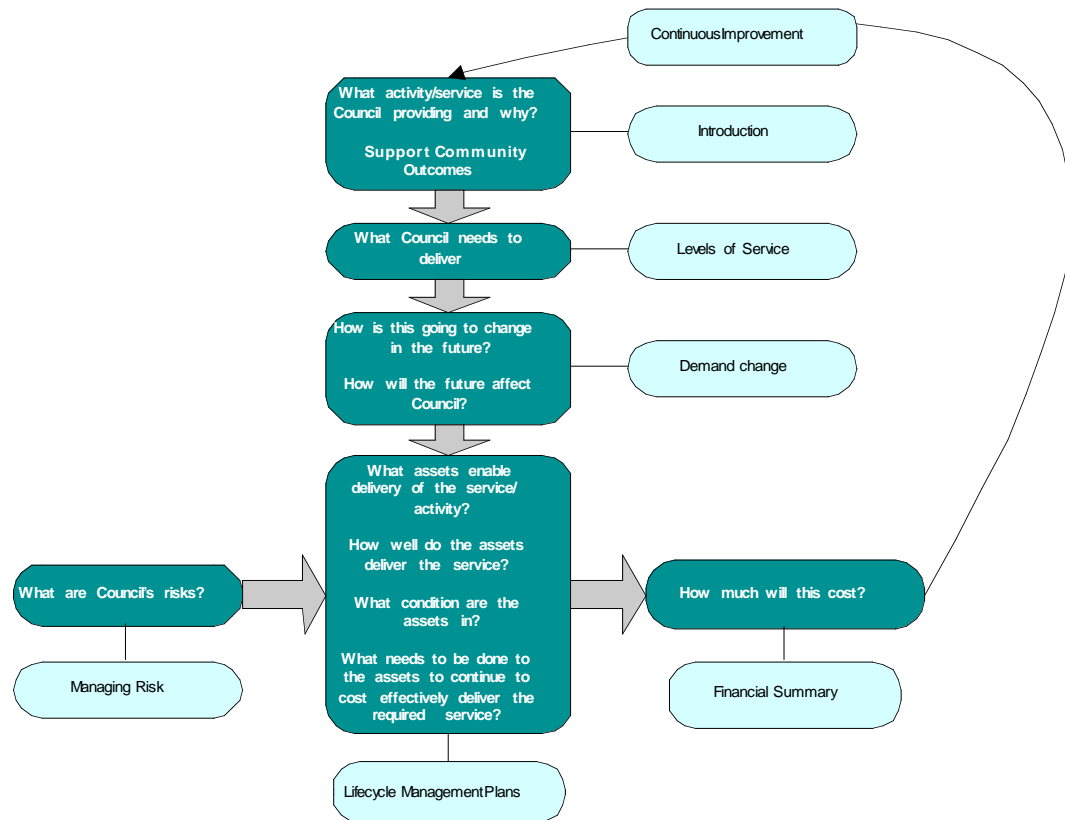 ContinuousImprovement
What activity/service is the
Council providing and why?
Support Community
Outcomes
Introduction
What Council needs to
deliver
Levels of Service
How is this going to change
in the future?
How will the future affect
Council?
Demand change
What assets enable
delivery of the service/
activity?
How well do the assets
deliver the service?
What condition are the
assets in?
What needs to be done to
the assets to continue to
cost effectively deliver the
required service?
What are Council's risks?
How much will this cost?
Managing Risk
Financial Summary
Lifecycle Management Plans